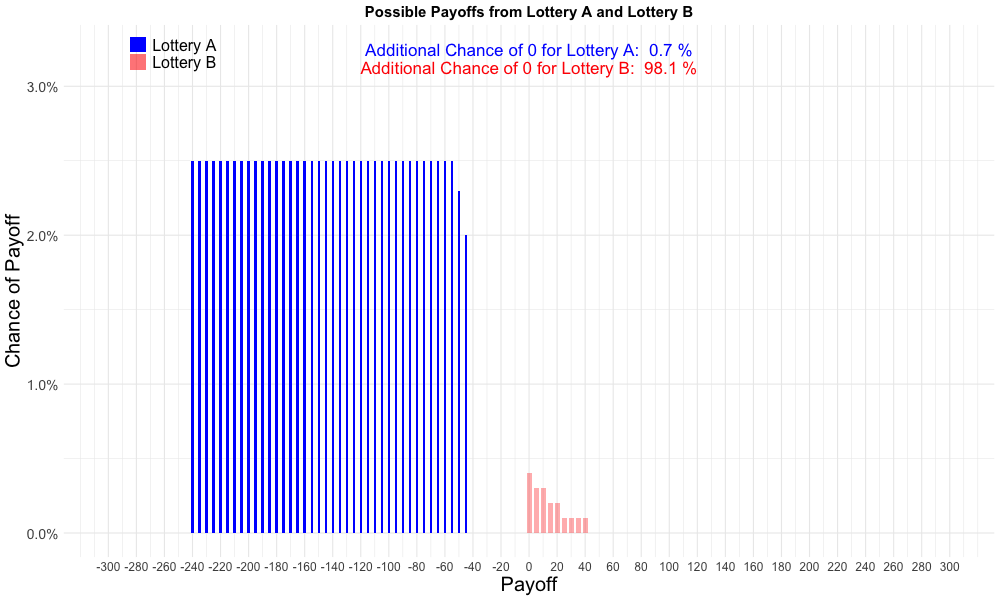 Possible Payoffs from Lottery A and Lottery B
Lottery A
Lottery B
Additional Chance of 0 for Lottery A:  0.7 %
Additional Chance of 0 for Lottery B:  98.1 %
Chance of Payoff
3.0%
2.0%
1.0%
0.0%
-300 -280 -260 -240 -220 -200 -180 -160 -140 -120 -100 -80 -60 -40 -20 0 20 40 60 80 100 120 140 160 180 200 220 240 260 280 300
Payoff